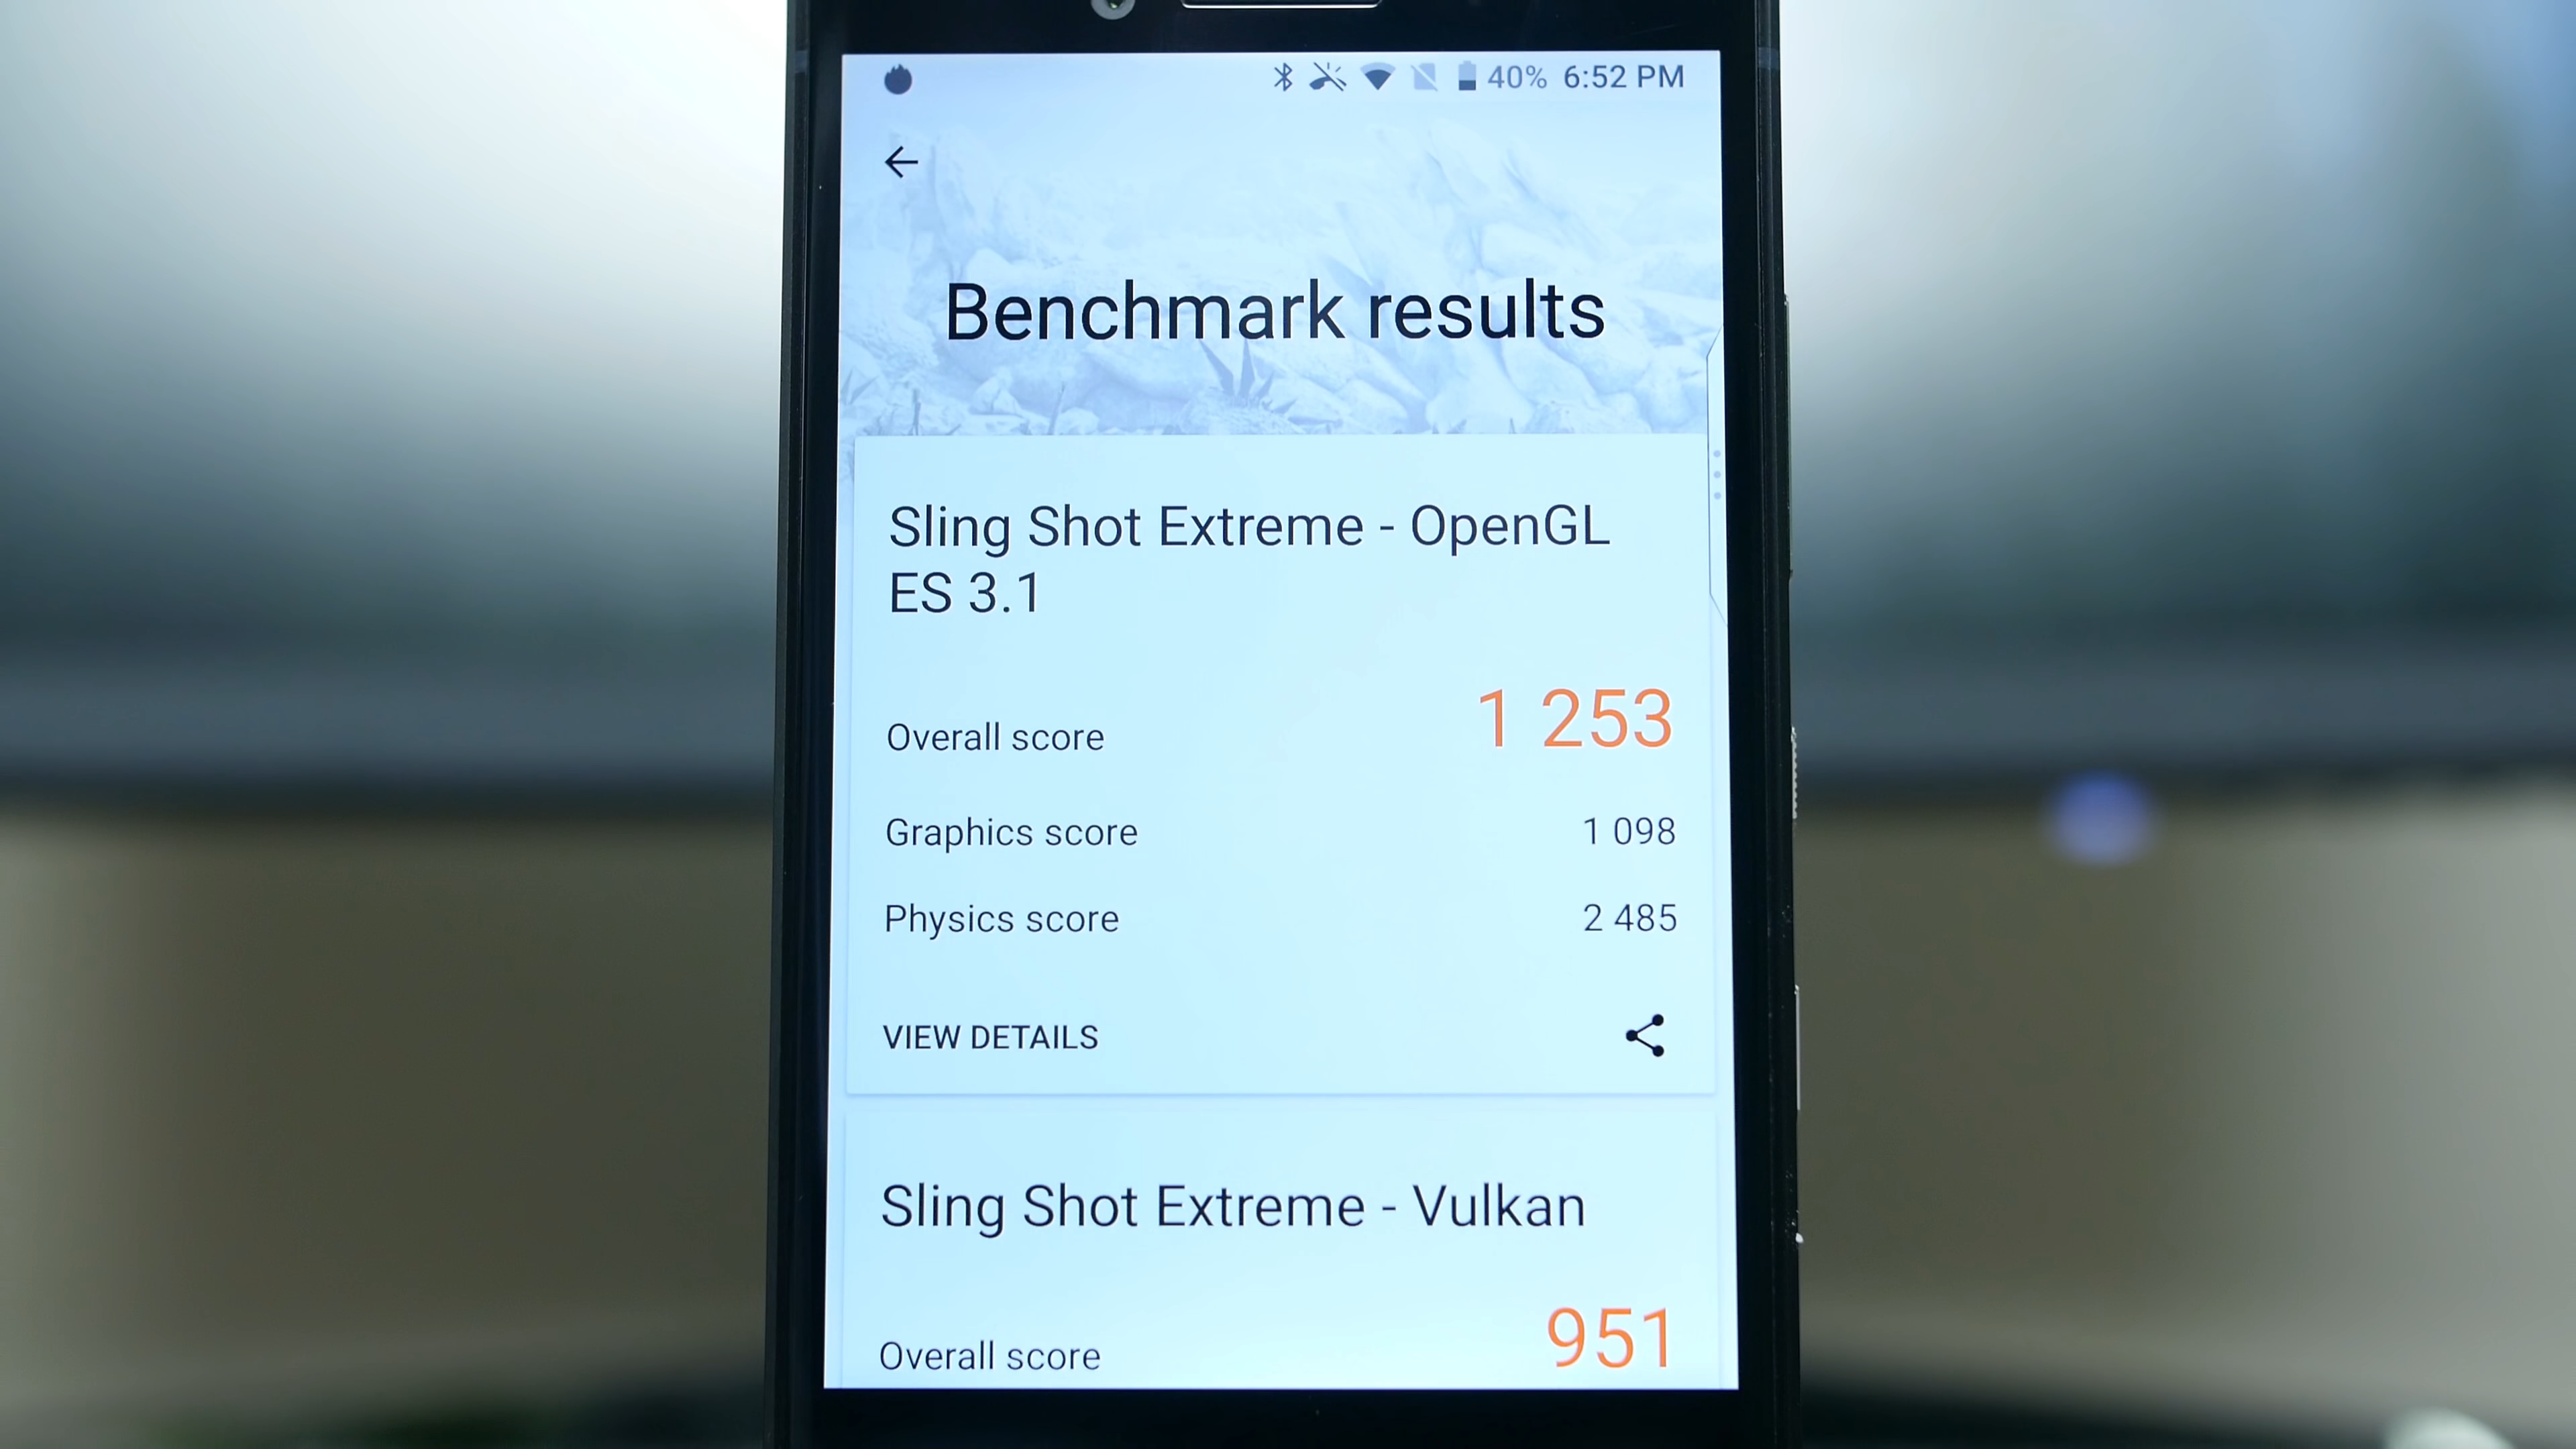 40% 6:52 PM
Benchmark results
Sling Shot Extreme - OpenGL
ES 3.1
Overall score 1 253
Graphics score 1 098
Physics score 2 485
VIEW DETAILS
Sling Shot Extreme - Vulkan
Overall score 951